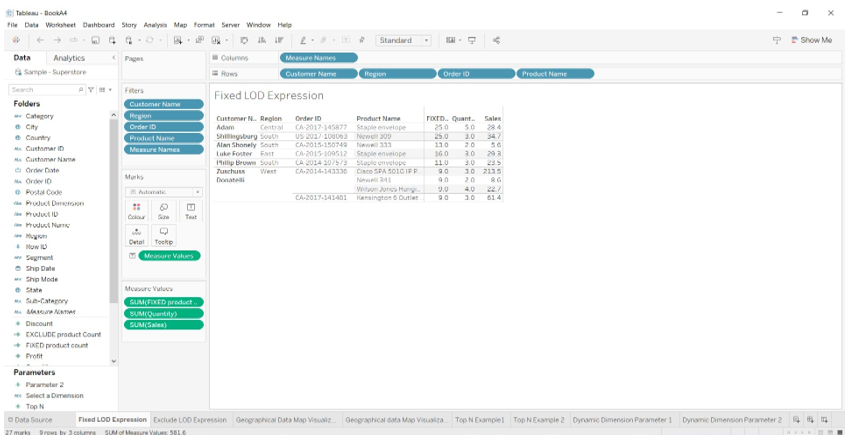 Tableau - BookA4
File Data Worksheet Dashboard Story Analysis Map Format Server Window Help
Standard
Show Me
Data Analytics
Pages
Columns Measure Names
Sample - Superstore
Rows Customer Name Region Order ID Product Name
Search
Filters
Customer Name
Region
Order ID
Product Name
Measure Names
Folders
Category
City
Country
Customer ID
Customer Name
Order Date
Order ID
Postal Code
Product Dimension
Product ID
Product Name
Region
Row ID
Segment
Ship Date
Ship Mode
State
Sub-Category
Measure Names
Discount
EXCLUDE product Count
FIXED product count
Profit
Parameters
Parameter 2
Select a Dimension
Top N
Marks
Automatic
Colour Size Text
Detail Tooltip
Measure Values
Measure Values
SUM(FIXED product ..
SUM(Quantity)
SUM(Sales)
Fixed LOD Expression
Customer N.. Region Order ID Product Name FIXED.. Quant.. Sales
Adam Central CA-2017-145877 Staple envelope 25.0 5.0 28.4
Shillingsburg South US-2017-108063 Newell 309 25.0 3.0 34.7
Alan Shonely South CA-2015-150749 Newell 333 13.0 2.0 5.6
Luke Foster East CA-2015-109512 Staple envelope 16.0 3.0 29.3
Phillip Brown South CA-2014-107573 Staple envelope 11.0 3.0 23.5
Zuschuss West CA-2014-143336 Cisco SPA 501G IP P.. 9.0 3.0 213.5
Donatelli Newell 341 9.0 2.0 8.6
Wilson Jones Hangi.. 9.0 4.0 22.7
CA-2017-141481 Kensington 6 Outlet .. 9.0 3.0 61.4
Data Source Fixed LOD Expression Exclude LOD Expression Geographical Data Map Visualiz... Geographical data Map Visualiza... Top N Example1 Top N Example 2 Dynamic Dimension Parameter 1 Dynamic Dimension Parameter 2
27 marks 9 rows by 3 columns SUM of Measure Values: 581.6